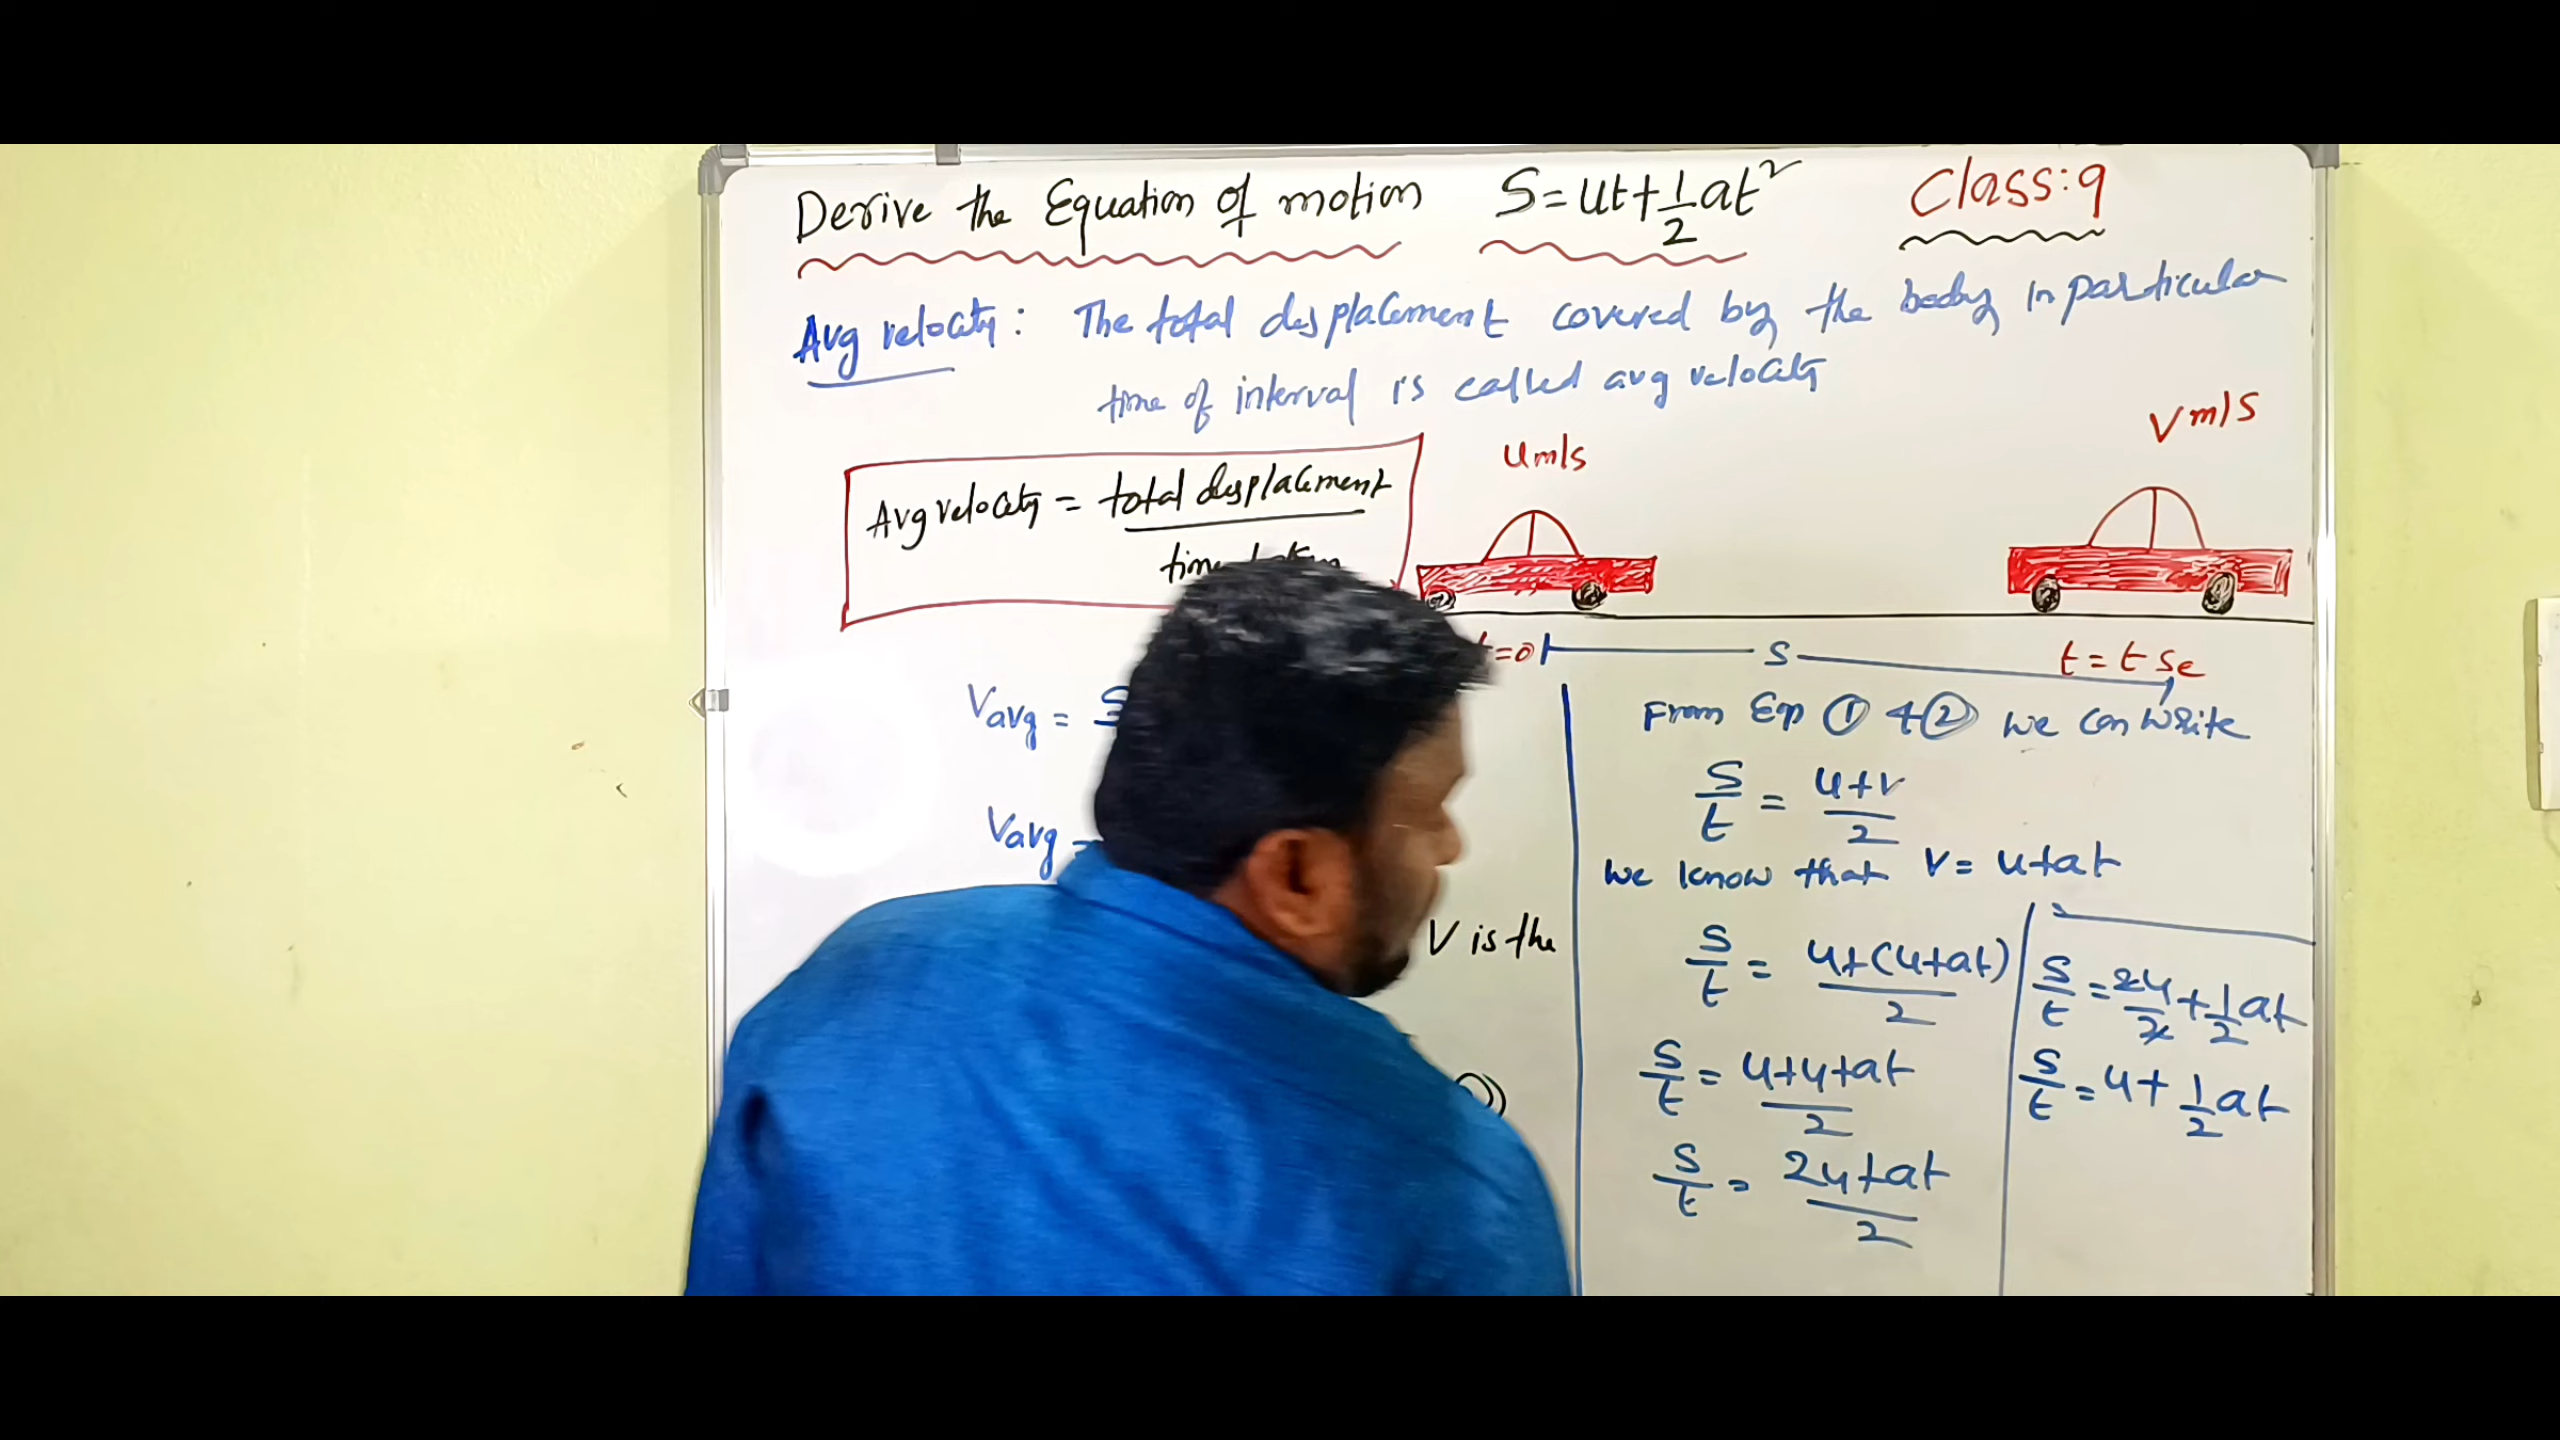 Derive the Equation of motion S=ut+1/2at² Class:9
Avg velocity: The total displacement covered by the body in particular
time of interval is called avg velocity
Avg velocity = total displacement
time
u m/s
V m/s
t=0
S
t = t Se
Vavg = S
Vavg =
V is the
From Eqn ① & ② we can write
S/t = u+v/2
we know that v = u+at
S/t = u+(u+at)/2
S/t = u+u+at/2
S/t = 2u+at/2
S/t = 2u/2 + 1/2 at
S/t = u + 1/2 at